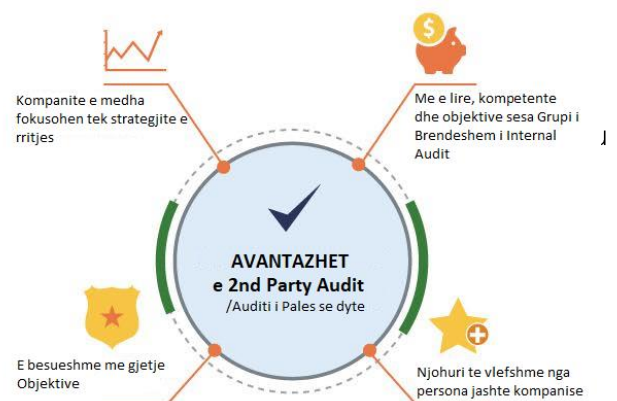 Kompanite e medha
fokusohen tek strategjite e
rritjes
$
Me e lire, kompetente
dhe objektive sesa Grupi i
Brendeshem i Internal
Audit
AVANTAZHET
e 2nd Party Audit
/Auditi i Pales se dyte
E besueshme me gjetje
Objektive
Njohuri te vlefshme nga
persona jashte kompanise